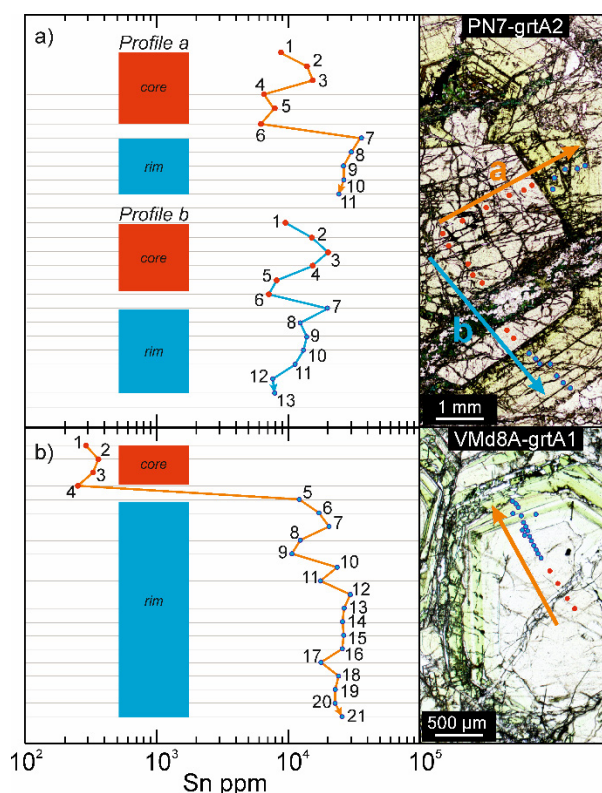 a)
Profile a
core
rim
1
2
3
4
5
6
7
8
9
10
11
Profile b
core
rim
1
2
3
4
5
6
7
8
9
10
11
12
13
PN7-grtA2
a
b
1 mm
b)
core
rim
1
2
3
4
5
6
7
8
9
10
11
12
13
14
15
16
17
18
19
20
21
VMd8A-grtA1
500 µm
10² 10³ 10⁴ 10⁵
Sn ppm